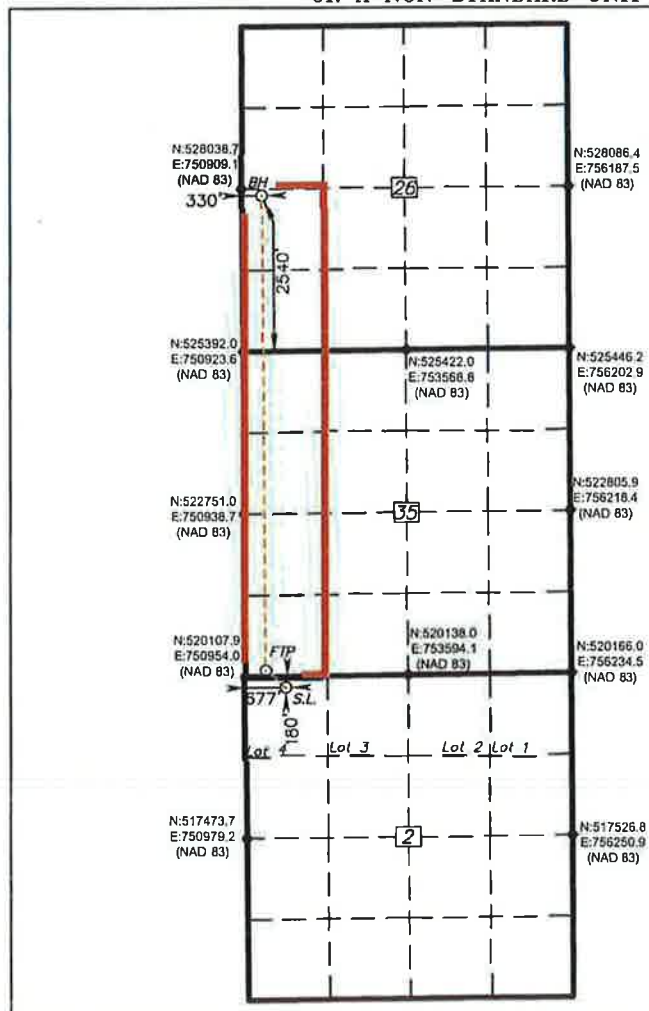 N:528038.7
E:750909.1
(NAD 83)
BH
26
N:528086.4
E:756187.5
(NAD 83)
330'
2540'
N:525392.0
E:750923.6
(NAD 83)
N:525422.0
E:753568.8
(NAD 83)
N:525446.2
E:756202.9
(NAD 83)
N:522751.0
E:750938.7
(NAD 83)
35
N:522805.9
E:756218.4
(NAD 83)
N:520107.9
E:750954.0
(NAD 83)
FTP
N:520138.0
E:753594.1
(NAD 83)
N:520166.0
E:756234.5
(NAD 83)
677'
S.L.
180'
Lot 4
Lot 3
Lot 2
Lot 1
N:517473.7
E:750979.2
(NAD 83)
2
N:517526.8
E:756250.9
(NAD 83)